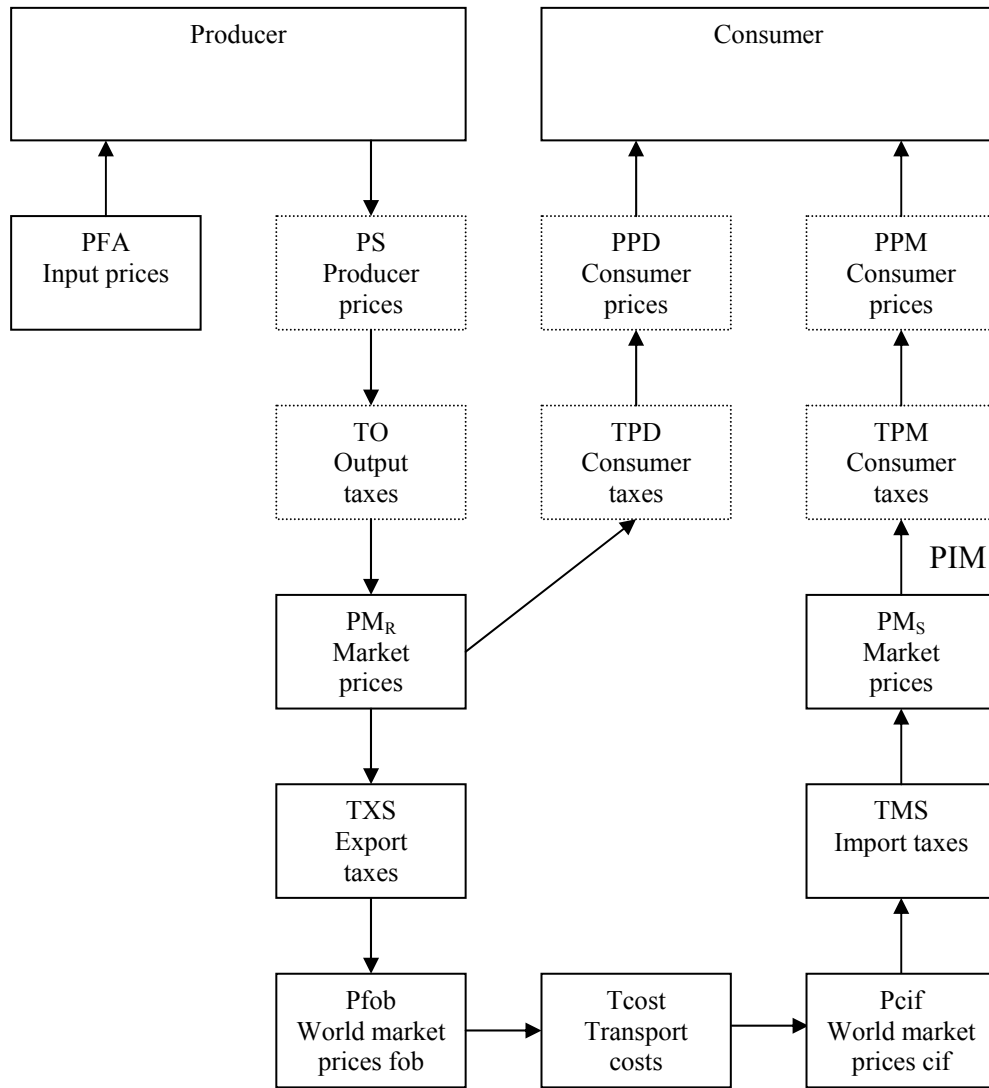 Producer
Consumer
PFA
Input prices
PS
Producer
prices
PPD
Consumer
prices
PPM
Consumer
prices
TO
Output
taxes
TPD
Consumer
taxes
TPM
Consumer
taxes
PIM
PM_R
Market
prices
PM_S
Market
prices
TXS
Export
taxes
TMS
Import taxes
Pfob
World market
prices fob
Tcost
Transport
costs
Pcif
World market
prices cif